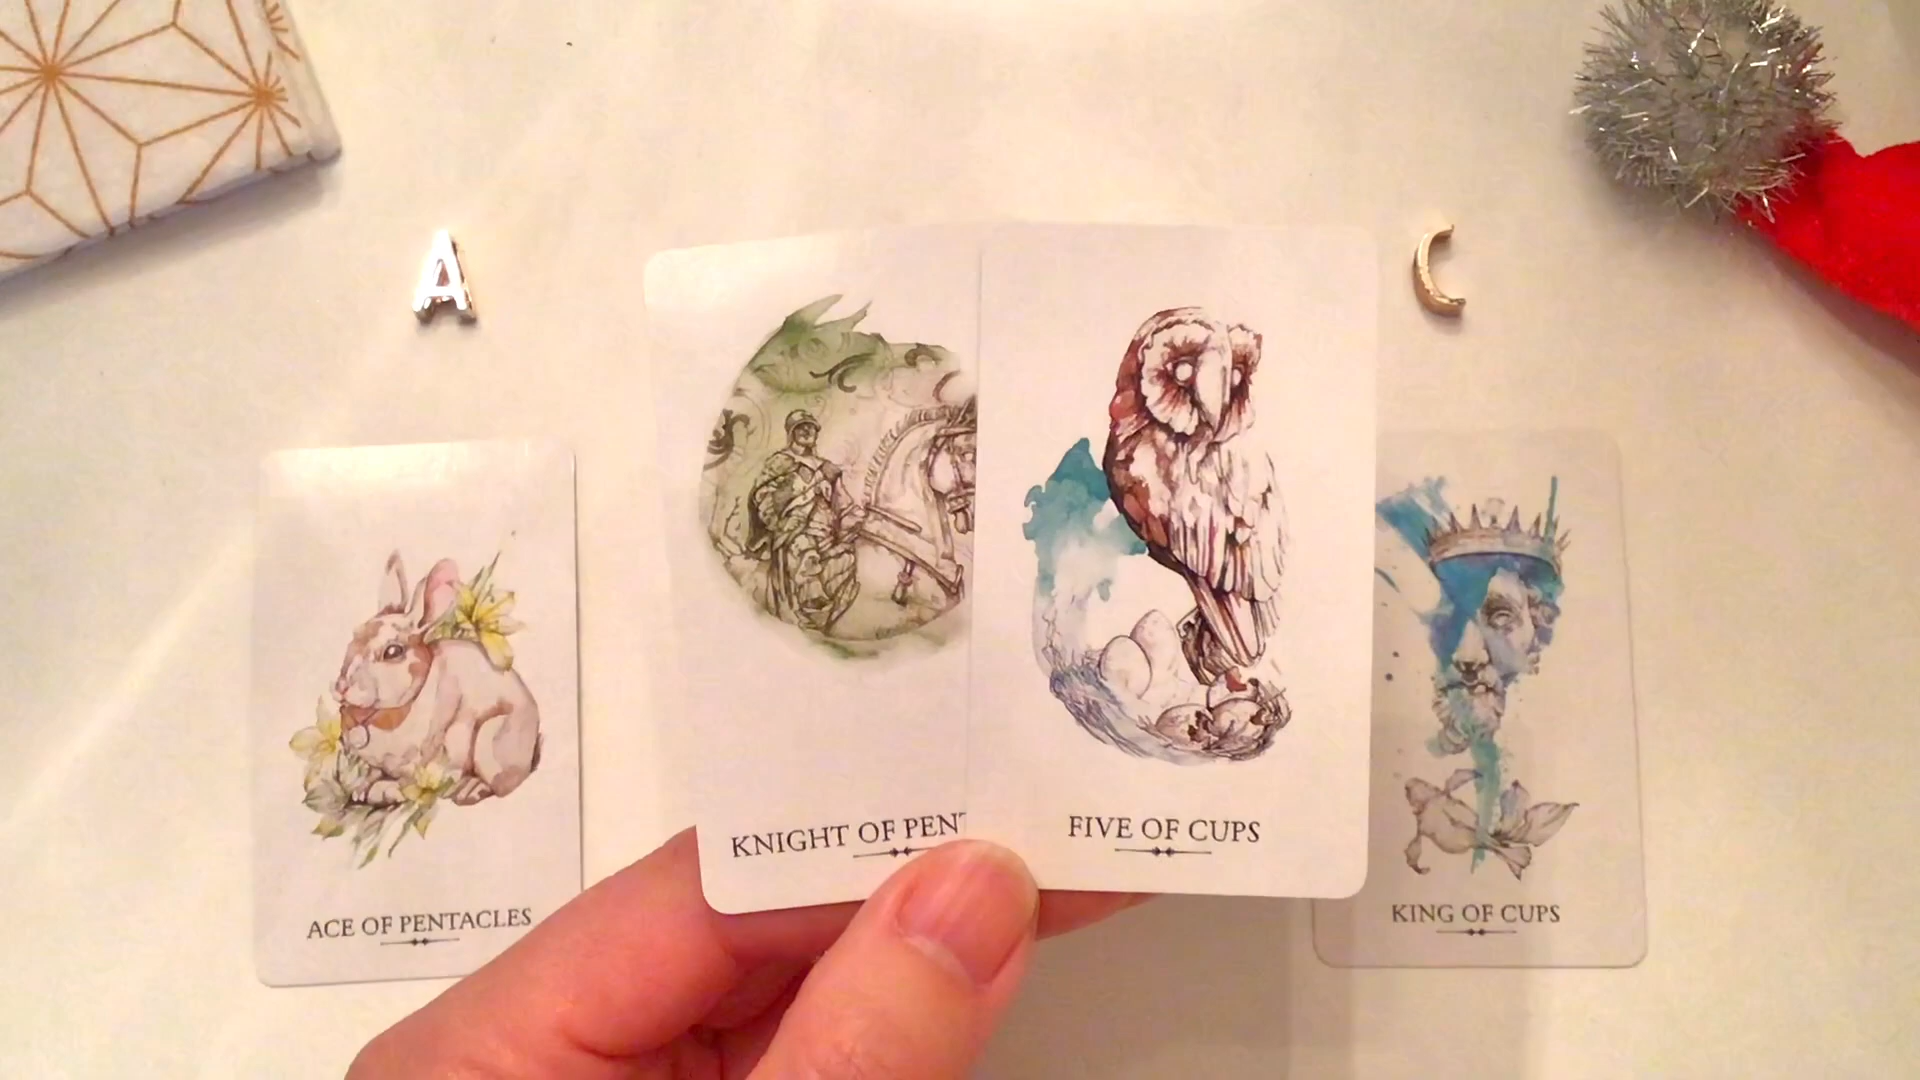 A
C
KNIGHT OF PENT
FIVE OF CUPS
ACE OF PENTACLES
KING OF CUPS